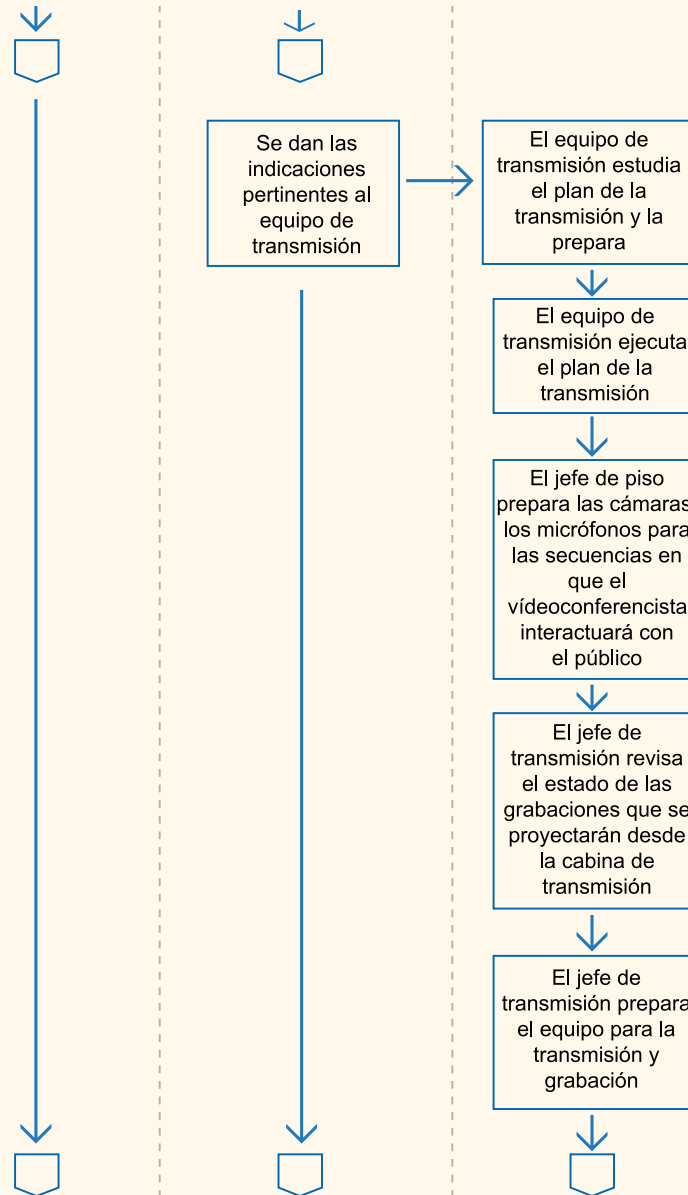 Se dan las
indicaciones
pertinentes al
equipo de
transmisión
El equipo de
transmisión estudia
el plan de la
transmisión y la
prepara
El equipo de
transmisión ejecuta
el plan de la
transmisión
El jefe de piso
prepara las cámaras
los micrófonos para
las secuencias en
que el
vídeoconferencista
interactuará con
el público
El jefe de
transmisión revisa
el estado de las
grabaciones que se
proyectarán desde
la cabina de
transmisión
El jefe de
transmisión prepara
el equipo para la
transmisión y
grabación